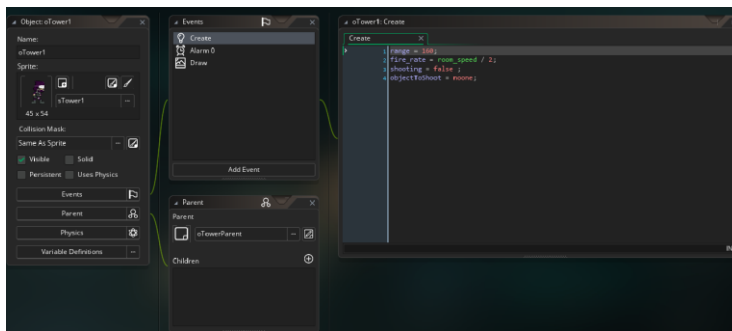 Object: oTower1
Name:
oTower1
Sprite:
sTower1
45 x 54
Collision Mask:
Same As Sprite
Visible
Solid
Persistent
Uses Physics
Events
Parent
Physics
Variable Definitions
Events
Create
Alarm 0
Draw
Add Event
Parent
Parent
oTowerParent
Children
oTower1: Create
Create
1 range = 160;
2 fire_rate = room_speed / 2;
3 shooting = false ;
4 objectToShoot = noone;